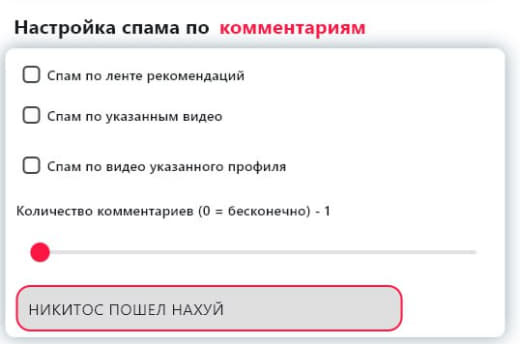 Настройка спама по комментариям
Спам по ленте рекомендаций
Спам по указанным видео
Спам по видео указанного профиля
Количество комментариев (0 = бесконечно) - 1
НИКИТОС ПОШЕЛ НАХУЙ